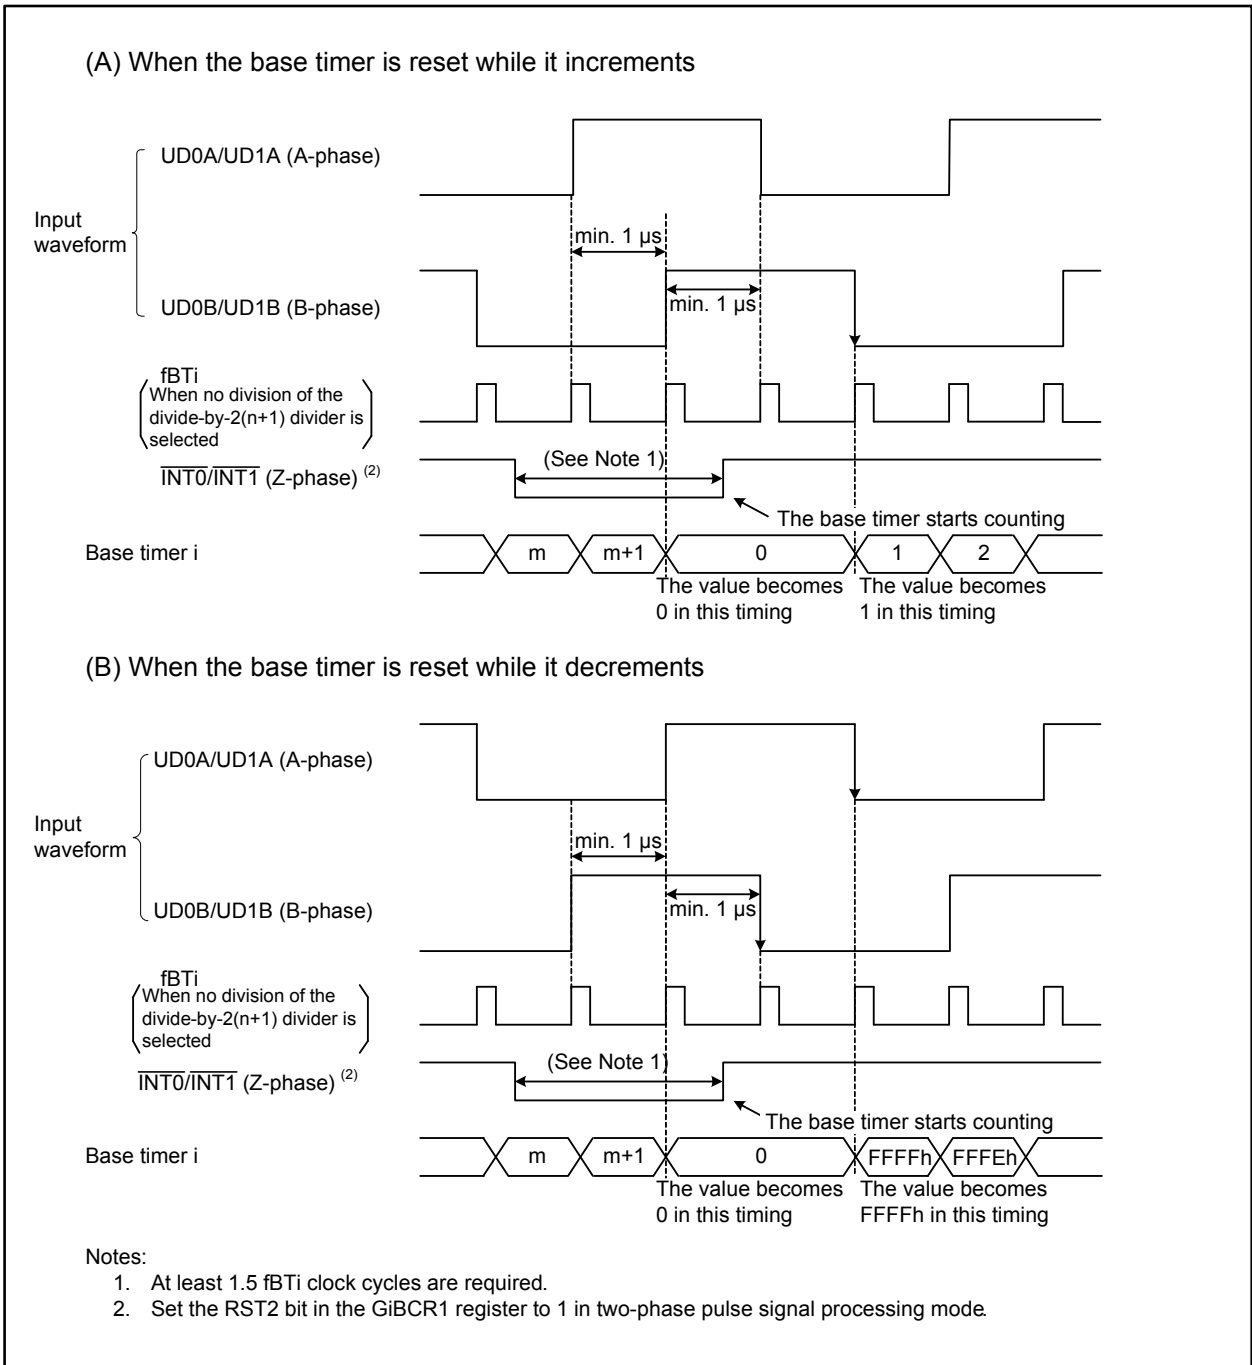 (A) When the base timer is reset while it increments
UD0A/UD1A (A-phase)
Input
waveform
min. 1 µs
min. 1 µs
UD0B/UD1B (B-phase)
fBTi
When no division of the
divide-by-2(n+1) divider is
selected
(See Note 1)
INT0/INT1 (Z-phase) (2)
The base timer starts counting
Base timer i
m
m+1
0
1
2
The value becomes
0 in this timing
The value becomes
1 in this timing
(B) When the base timer is reset while it decrements
UD0A/UD1A (A-phase)
Input
waveform
min. 1 µs
min. 1 µs
UD0B/UD1B (B-phase)
fBTi
When no division of the
divide-by-2(n+1) divider is
selected
(See Note 1)
INT0/INT1 (Z-phase) (2)
The base timer starts counting
Base timer i
m
m+1
0
FFFFh
FFFEh
The value becomes
0 in this timing
The value becomes
FFFFh in this timing
Notes:
1. At least 1.5 fBTi clock cycles are required.
2. Set the RST2 bit in the GiBCR1 register to 1 in two-phase pulse signal processing mode.